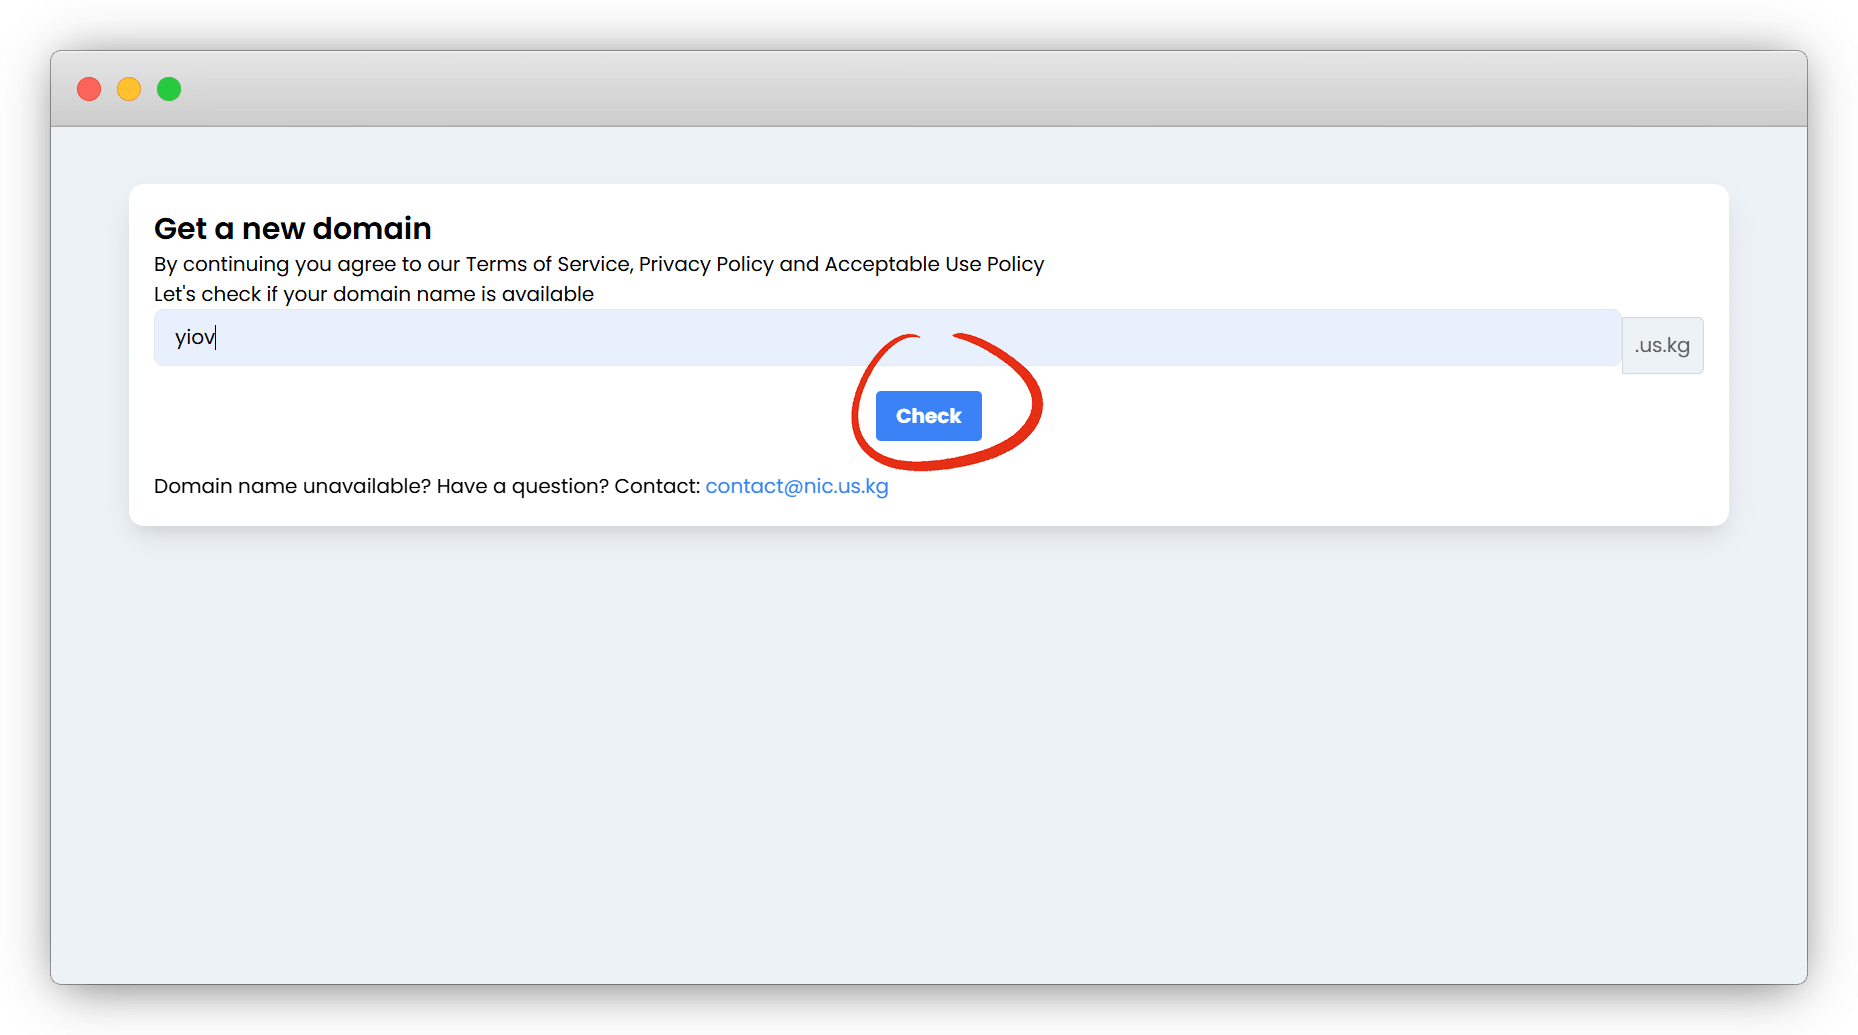 Get a new domain
By continuing you agree to our Terms of Service, Privacy Policy and Acceptable Use Policy
Let's check if your domain name is available
yiov
.us.kg
Check
Domain name unavailable? Have a question? Contact: contact@nic.us.kg